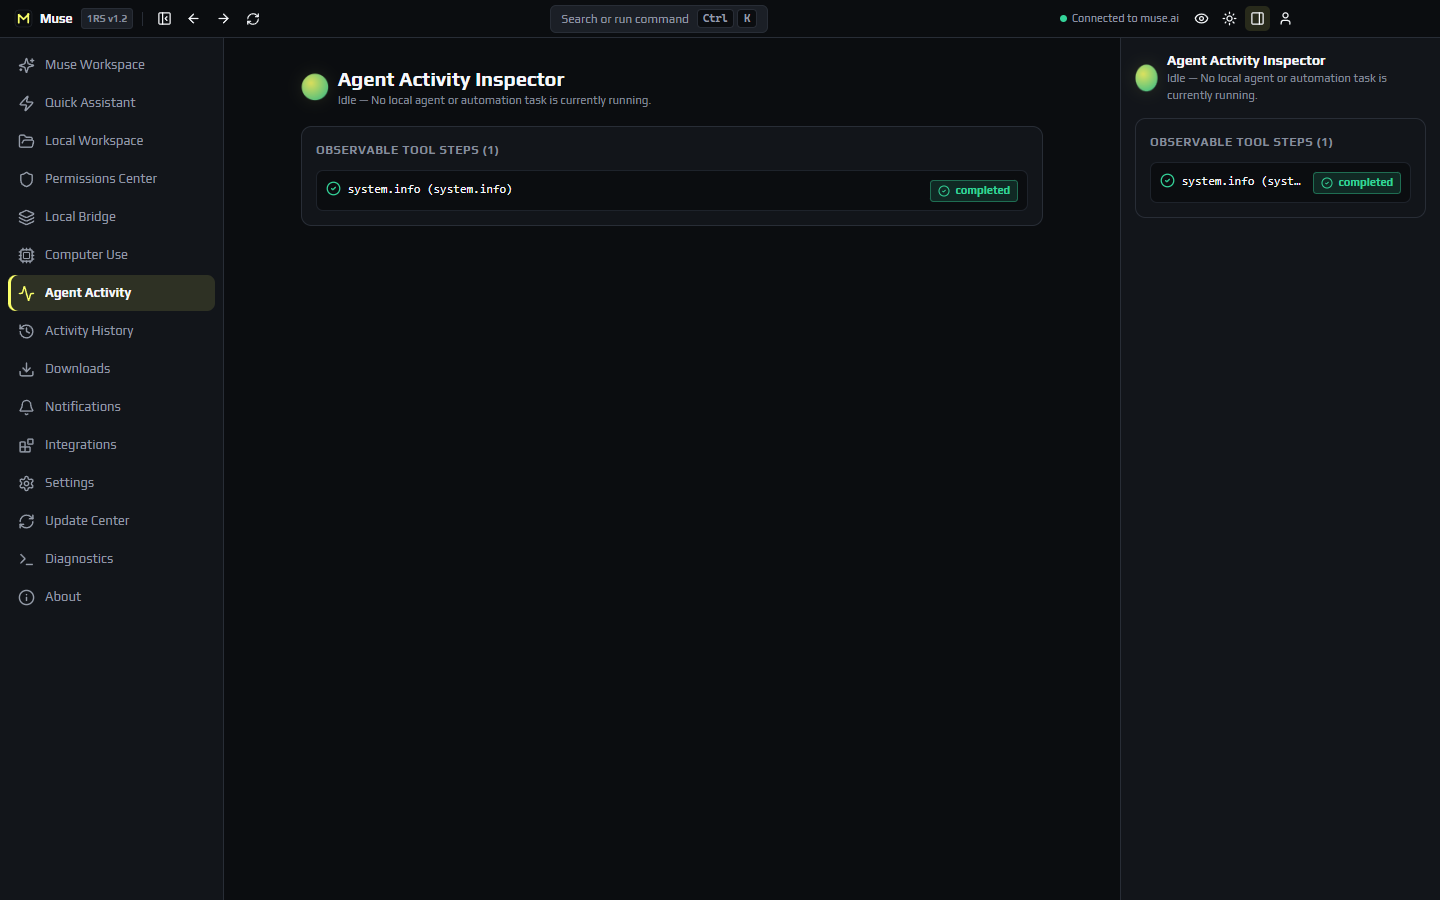 Muse
1RS v1.2
Search or run command
Ctrl
K
Connected to muse.ai
Muse Workspace
Quick Assistant
Local Workspace
Permissions Center
Local Bridge
Computer Use
Agent Activity
Activity History
Downloads
Notifications
Integrations
Settings
Update Center
Diagnostics
About
Agent Activity Inspector
Idle — No local agent or automation task is currently running.
OBSERVABLE TOOL STEPS (1)
system.info (system.info)
completed
Agent Activity Inspector
Idle — No local agent or automation task is
currently running.
OBSERVABLE TOOL STEPS (1)
system.info (syst…
completed